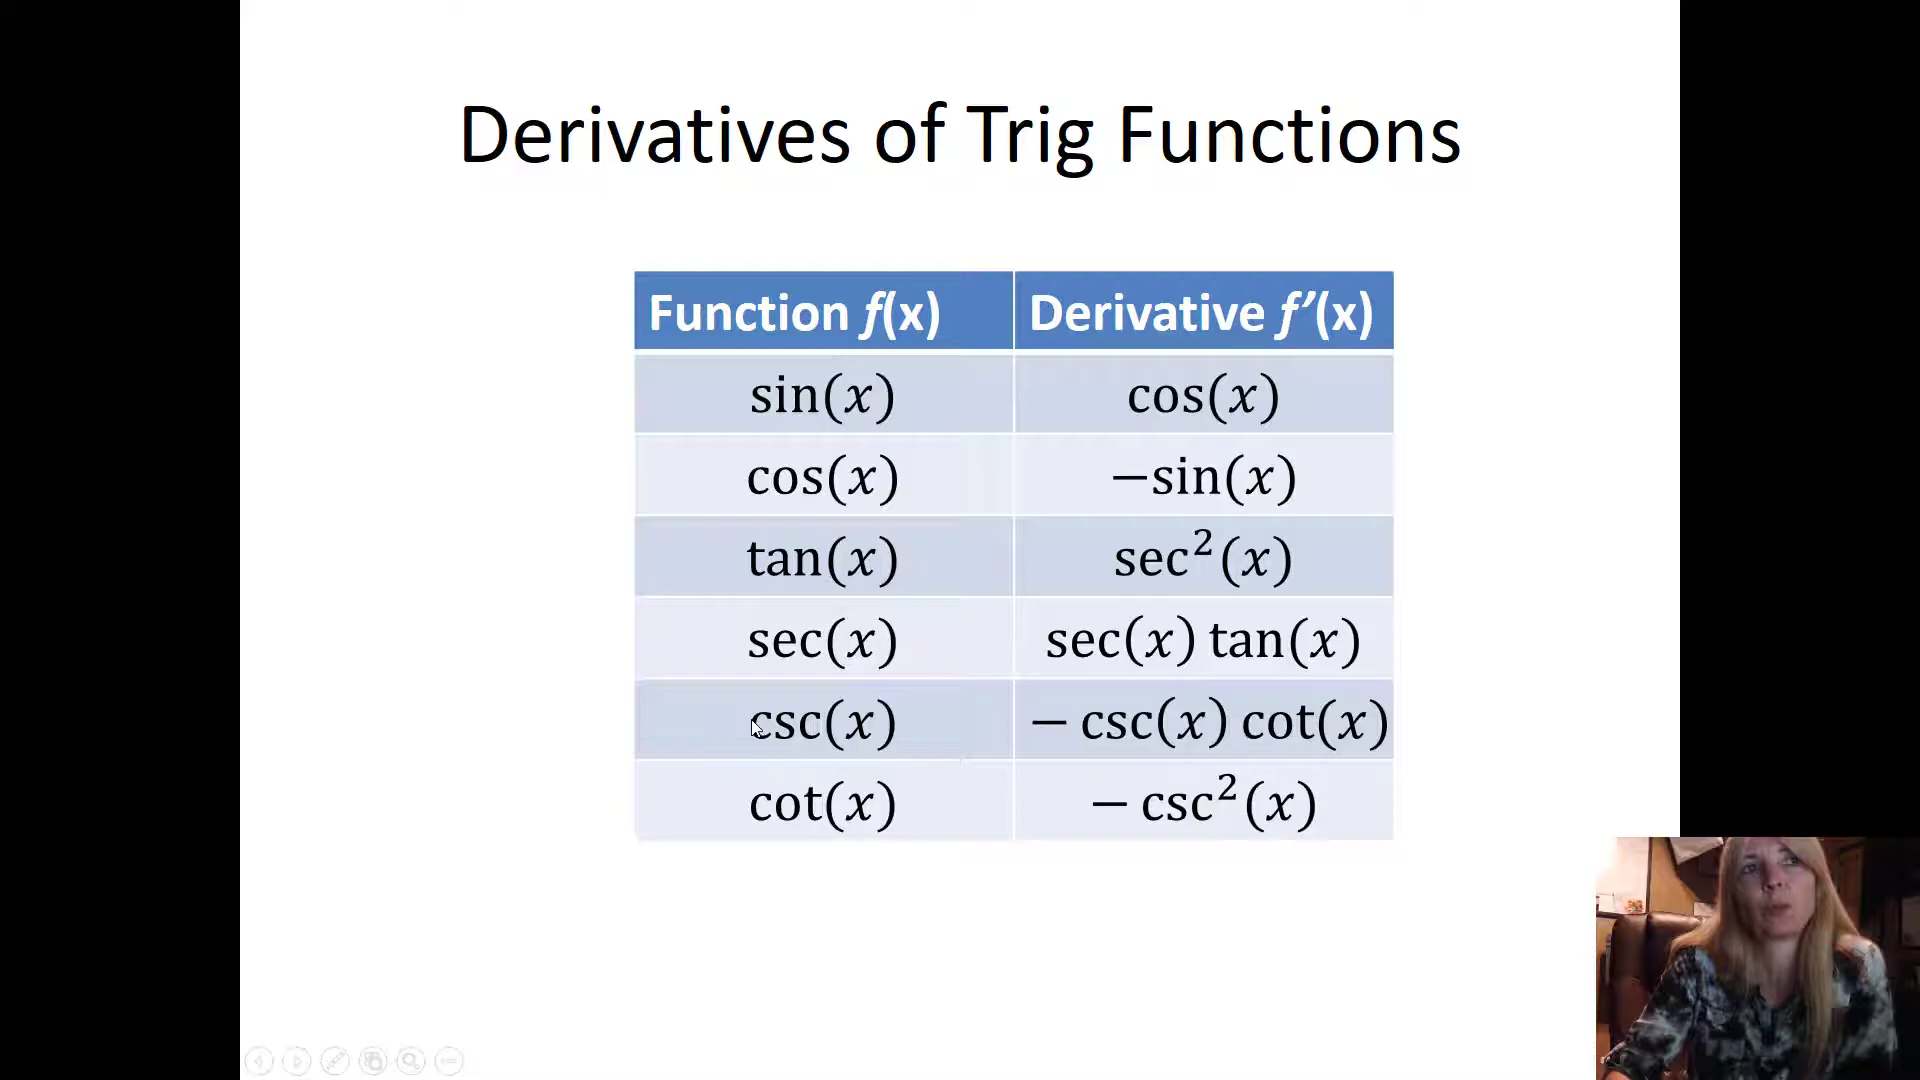 Derivatives of Trig Functions
Function f(x) Derivative f’(x)
sin(x) cos(x)
cos(x) −sin(x)
tan(x) sec²(x)
sec(x) sec(x) tan(x)
csc(x) − csc(x) cot(x)
cot(x) − csc²(x)